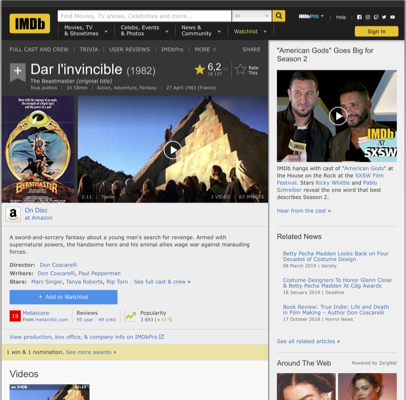 IMDb
Find Movies, TV shows, Celebrities and more...
All
IMDbPro
Help
Movies, TV & Showtimes
Celebs, Events & Photos
News & Community
Watchlist
Sign in
FULL CAST AND CREW | TRIVIA | USER REVIEWS | IMDbPro | MORE
SHARE
Dar l'invincible (1982)
The Beastmaster (original title)
Tous publics | 1h 58min | Action, Adventure, Fantasy | 27 April 1983 (France)
6,2
Rate This
BEASTMASTER
2:11
Trailer
1 VIDEO
63 IMAGES
On Disc
at Amazon
A sword-and-sorcery fantasy about a young man's search for revenge. Armed with
supernatural powers, the handsome hero and his animal allies wage war against marauding
forces.
Director: Don Coscarelli
Writers: Don Coscarelli, Paul Pepperman
Stars: Marc Singer, Tanya Roberts, Rip Torn | See full cast & crew »
+ Add to Watchlist
18
Metascore
From metacritic.com
Reviews
95 user | 49 critic
Popularity
View production, box office, & company info on IMDbPro
1 win & 1 nomination. See more awards »
Videos
"American Gods" Goes Big for
Season 2
IMDb
SXSW
IMDb hangs with cast of "American Gods" at
the House on the Rock at the SXSW Film
Festival. Stars Ricky Whittle and Pablo
Schreiber reveal the one word that best
describes Season 2.
Hear from the cast »
Related News
Betty Pecha Madden Looks Back on Four
Decades of Costume Design
08 March 2019 | Variety
Costume Designers To Honor Glenn Close
& Betty Pecha Madden At Cdg Awards
18 January 2019 | Deadline
Book Review: True Indie: Life and Death
in Film Making – Author Don Coscarelli
17 October 2018 | Horror News
See all related articles »
Around The Web
Powered by ZergNet